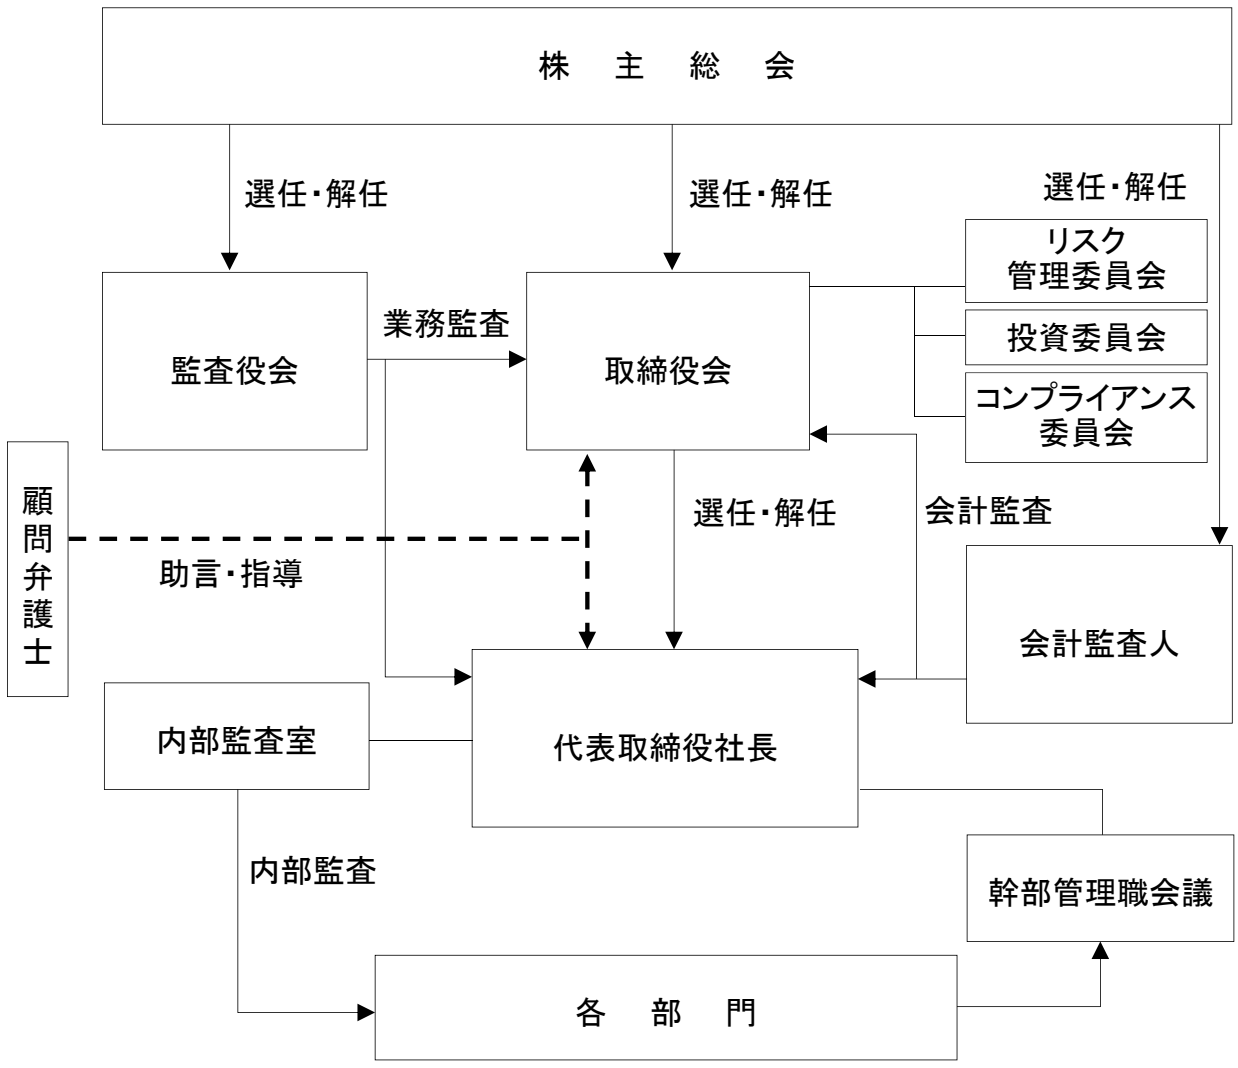 株主総会
選任・解任
選任・解任
選任・解任
リスク
管理委員会
業務監査
投資委員会
監査役会
取締役会
コンプライアンス
委員会
顧問弁護士
選任・解任
会計監査
助言・指導
会計監査人
内部監査室
代表取締役社長
内部監査
幹部管理職会議
各部門